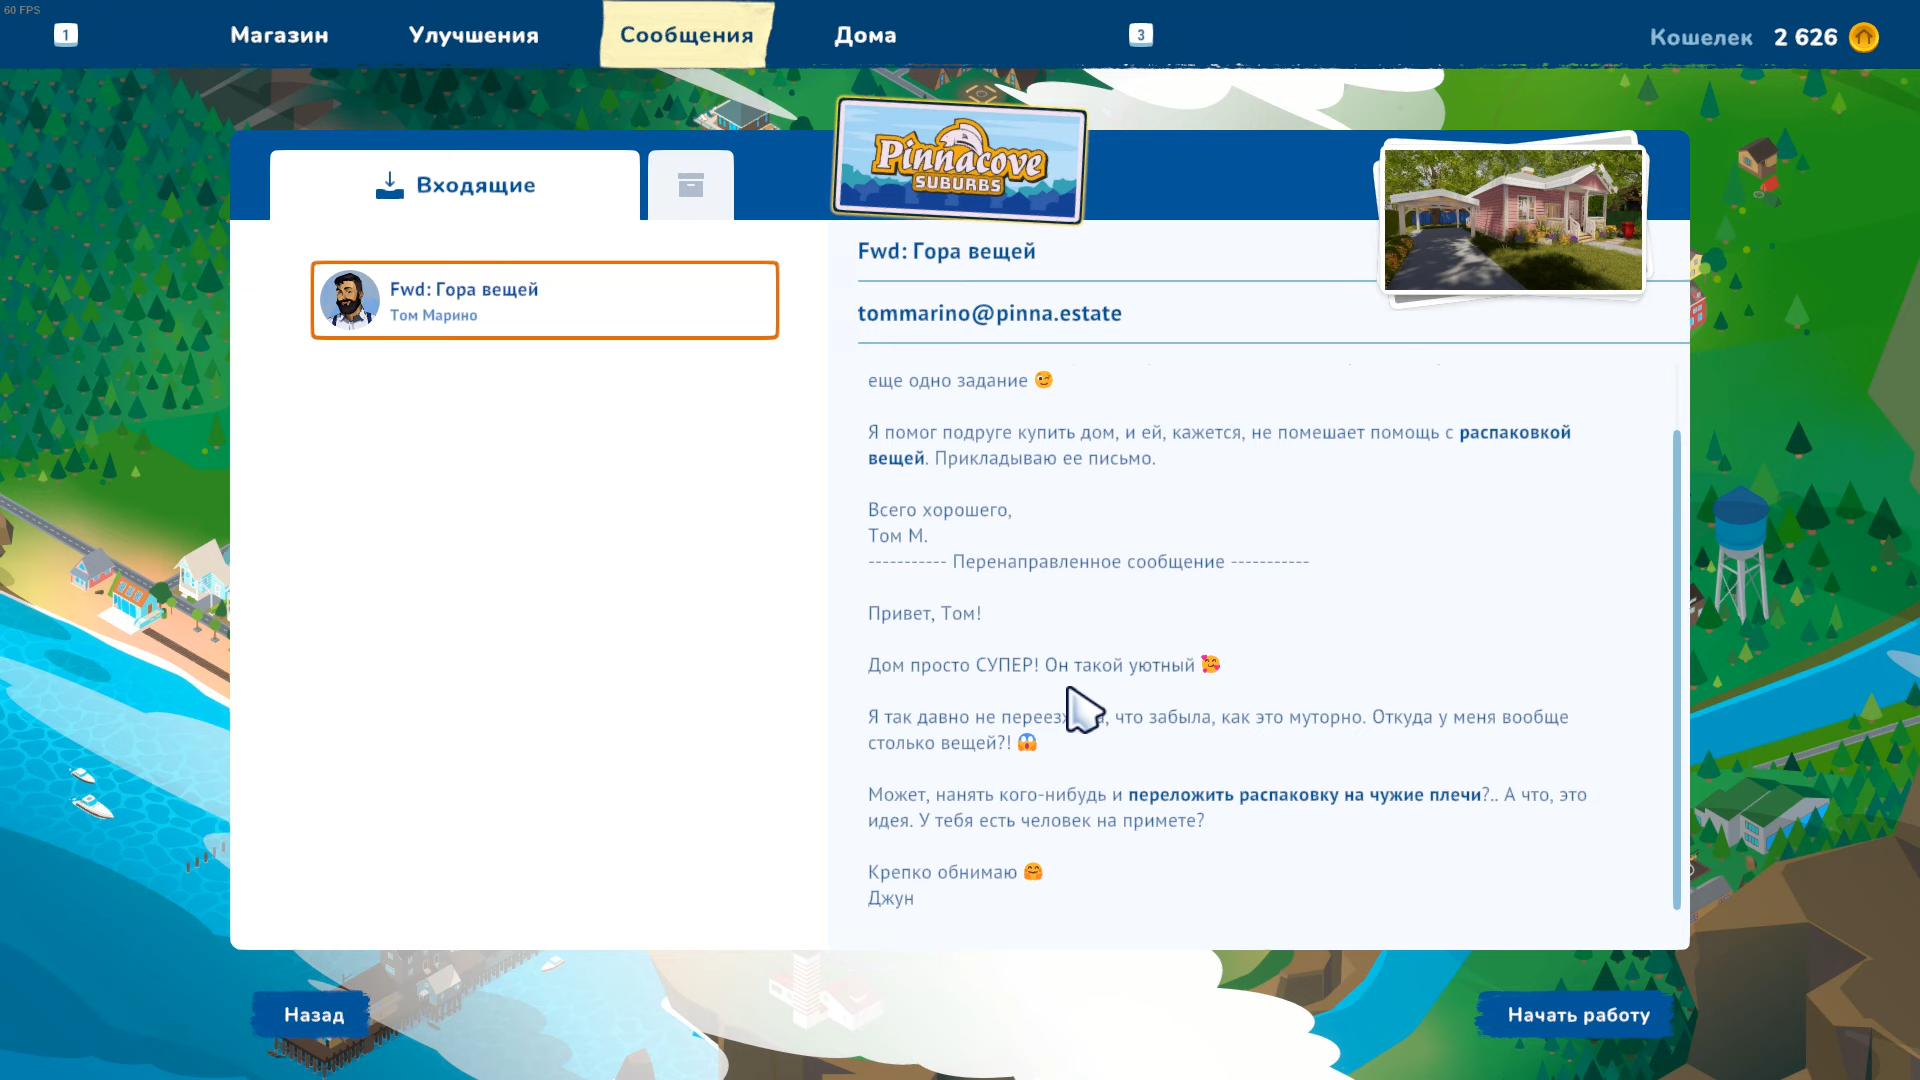 60 FPS
1
Магазин
Улучшения
Сообщения
Дома
3
Кошелек 2 626
Входящие
Pinnacove
SUBURBS
Fwd: Гора вещей
Том Марино
Fwd: Гора вещей
tommarino@pinna.estate
еще одно задание 😉
Я помог подруге купить дом, и ей, кажется, не помешает помощь с распаковкой
вещей. Прикладываю ее письмо.
Всего хорошего,
Том М.
----------- Перенаправленное сообщение -----------
Привет, Том!
Дом просто СУПЕР! Он такой уютный 🥰
Я так давно не , что забыла, как это муторно. Откуда у меня вообще
столько вещей?! 😱
Может, нанять кого-нибудь и переложить распаковку на чужие плечи?.. А что, это
идея. У тебя есть человек на примете?
Крепко обнимаю 🤗
Джун
Назад
Начать работу